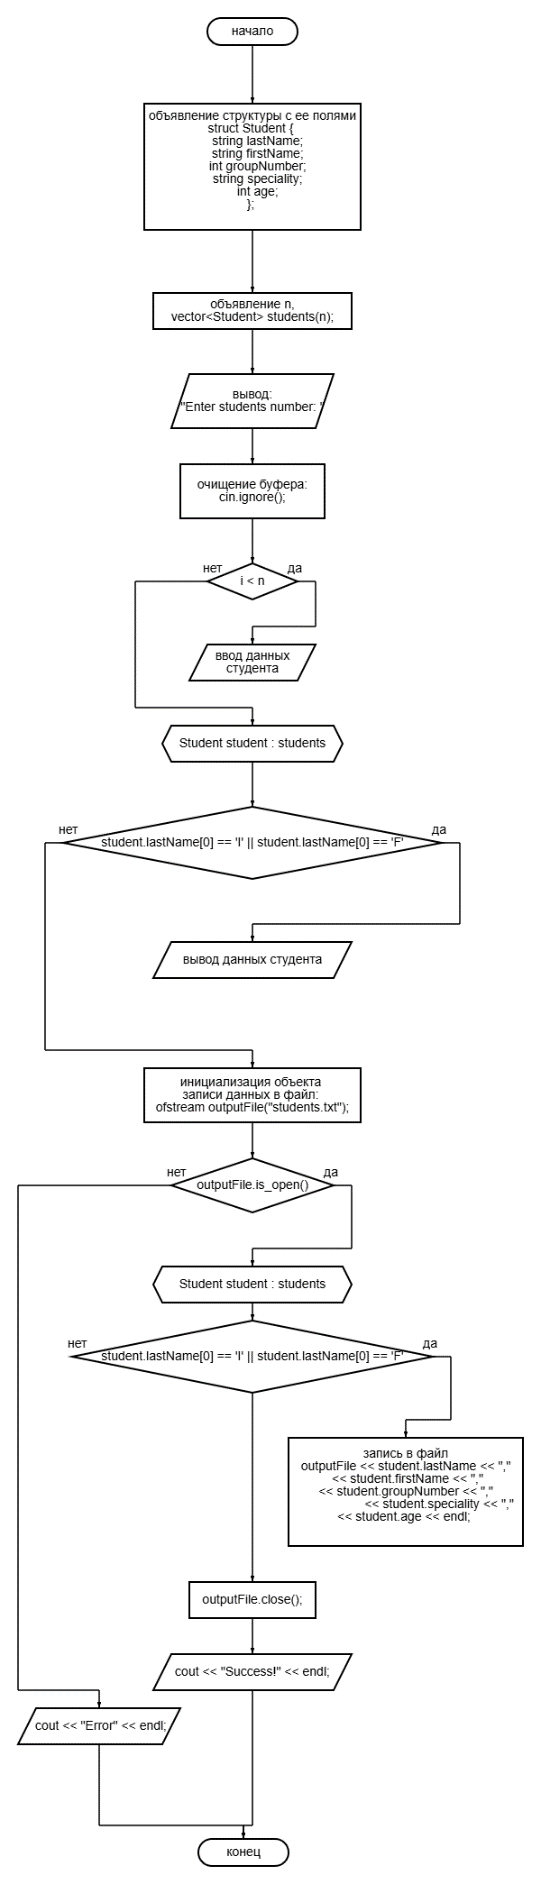 начало
объявление структуры с ее полями
struct Student {
string lastName;
string firstName;
int groupNumber;
string speciality;
int age;
};
объявление n,
vector<Student> students(n);
вывод:
"Enter students number: "
очищение буфера:
cin.ignore();
нет
да
i < n
ввод данных
студента
Student student : students
нет
да
student.lastName[0] == 'I' || student.lastName[0] == 'F'
вывод данных студента
инициализация объекта
записи данных в файл:
ofstream outputFile("students.txt");
нет
да
outputFile.is_open()
Student student : students
нет
да
student.lastName[0] == 'I' || student.lastName[0] == 'F'
запись в файл
outputFile << student.lastName << ","
<< student.firstName << ","
<< student.groupNumber << ","
<< student.speciality << ","
<< student.age << endl;
outputFile.close();
cout << "Success!" << endl;
cout << "Error" << endl;
конец